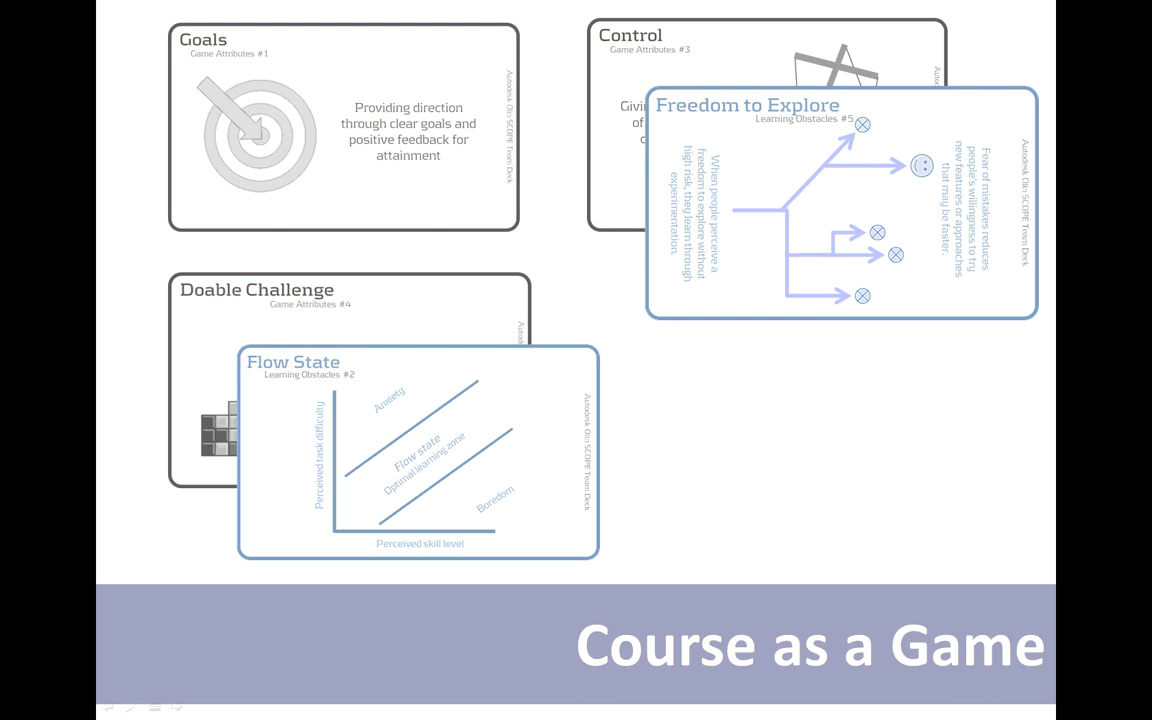 Goals
Game Attributes #1
Providing direction
through clear goals and
positive feedback for
attainment
Autodesk Olin SCOPE Team Deck
Control
Game Attributes #3
of
Freedom to Explore
Learning Obstacles #5
When people perceive a
freedom to explore without
high risk, they learn through
experimentation.
Fear of mistakes reduces
people's willingness to try
new features or approaches
that may be faster.
Autodesk Olin SCOPE Team Deck
Doable Challenge
Game Attributes #4
Flow State
Learning Obstacles #2
Perceived task difficulty
Anxiety
Flow state
Optimal learning zone
Boredom
Perceived skill level
Autodesk Olin SCOPE Team Deck
Course as a Game